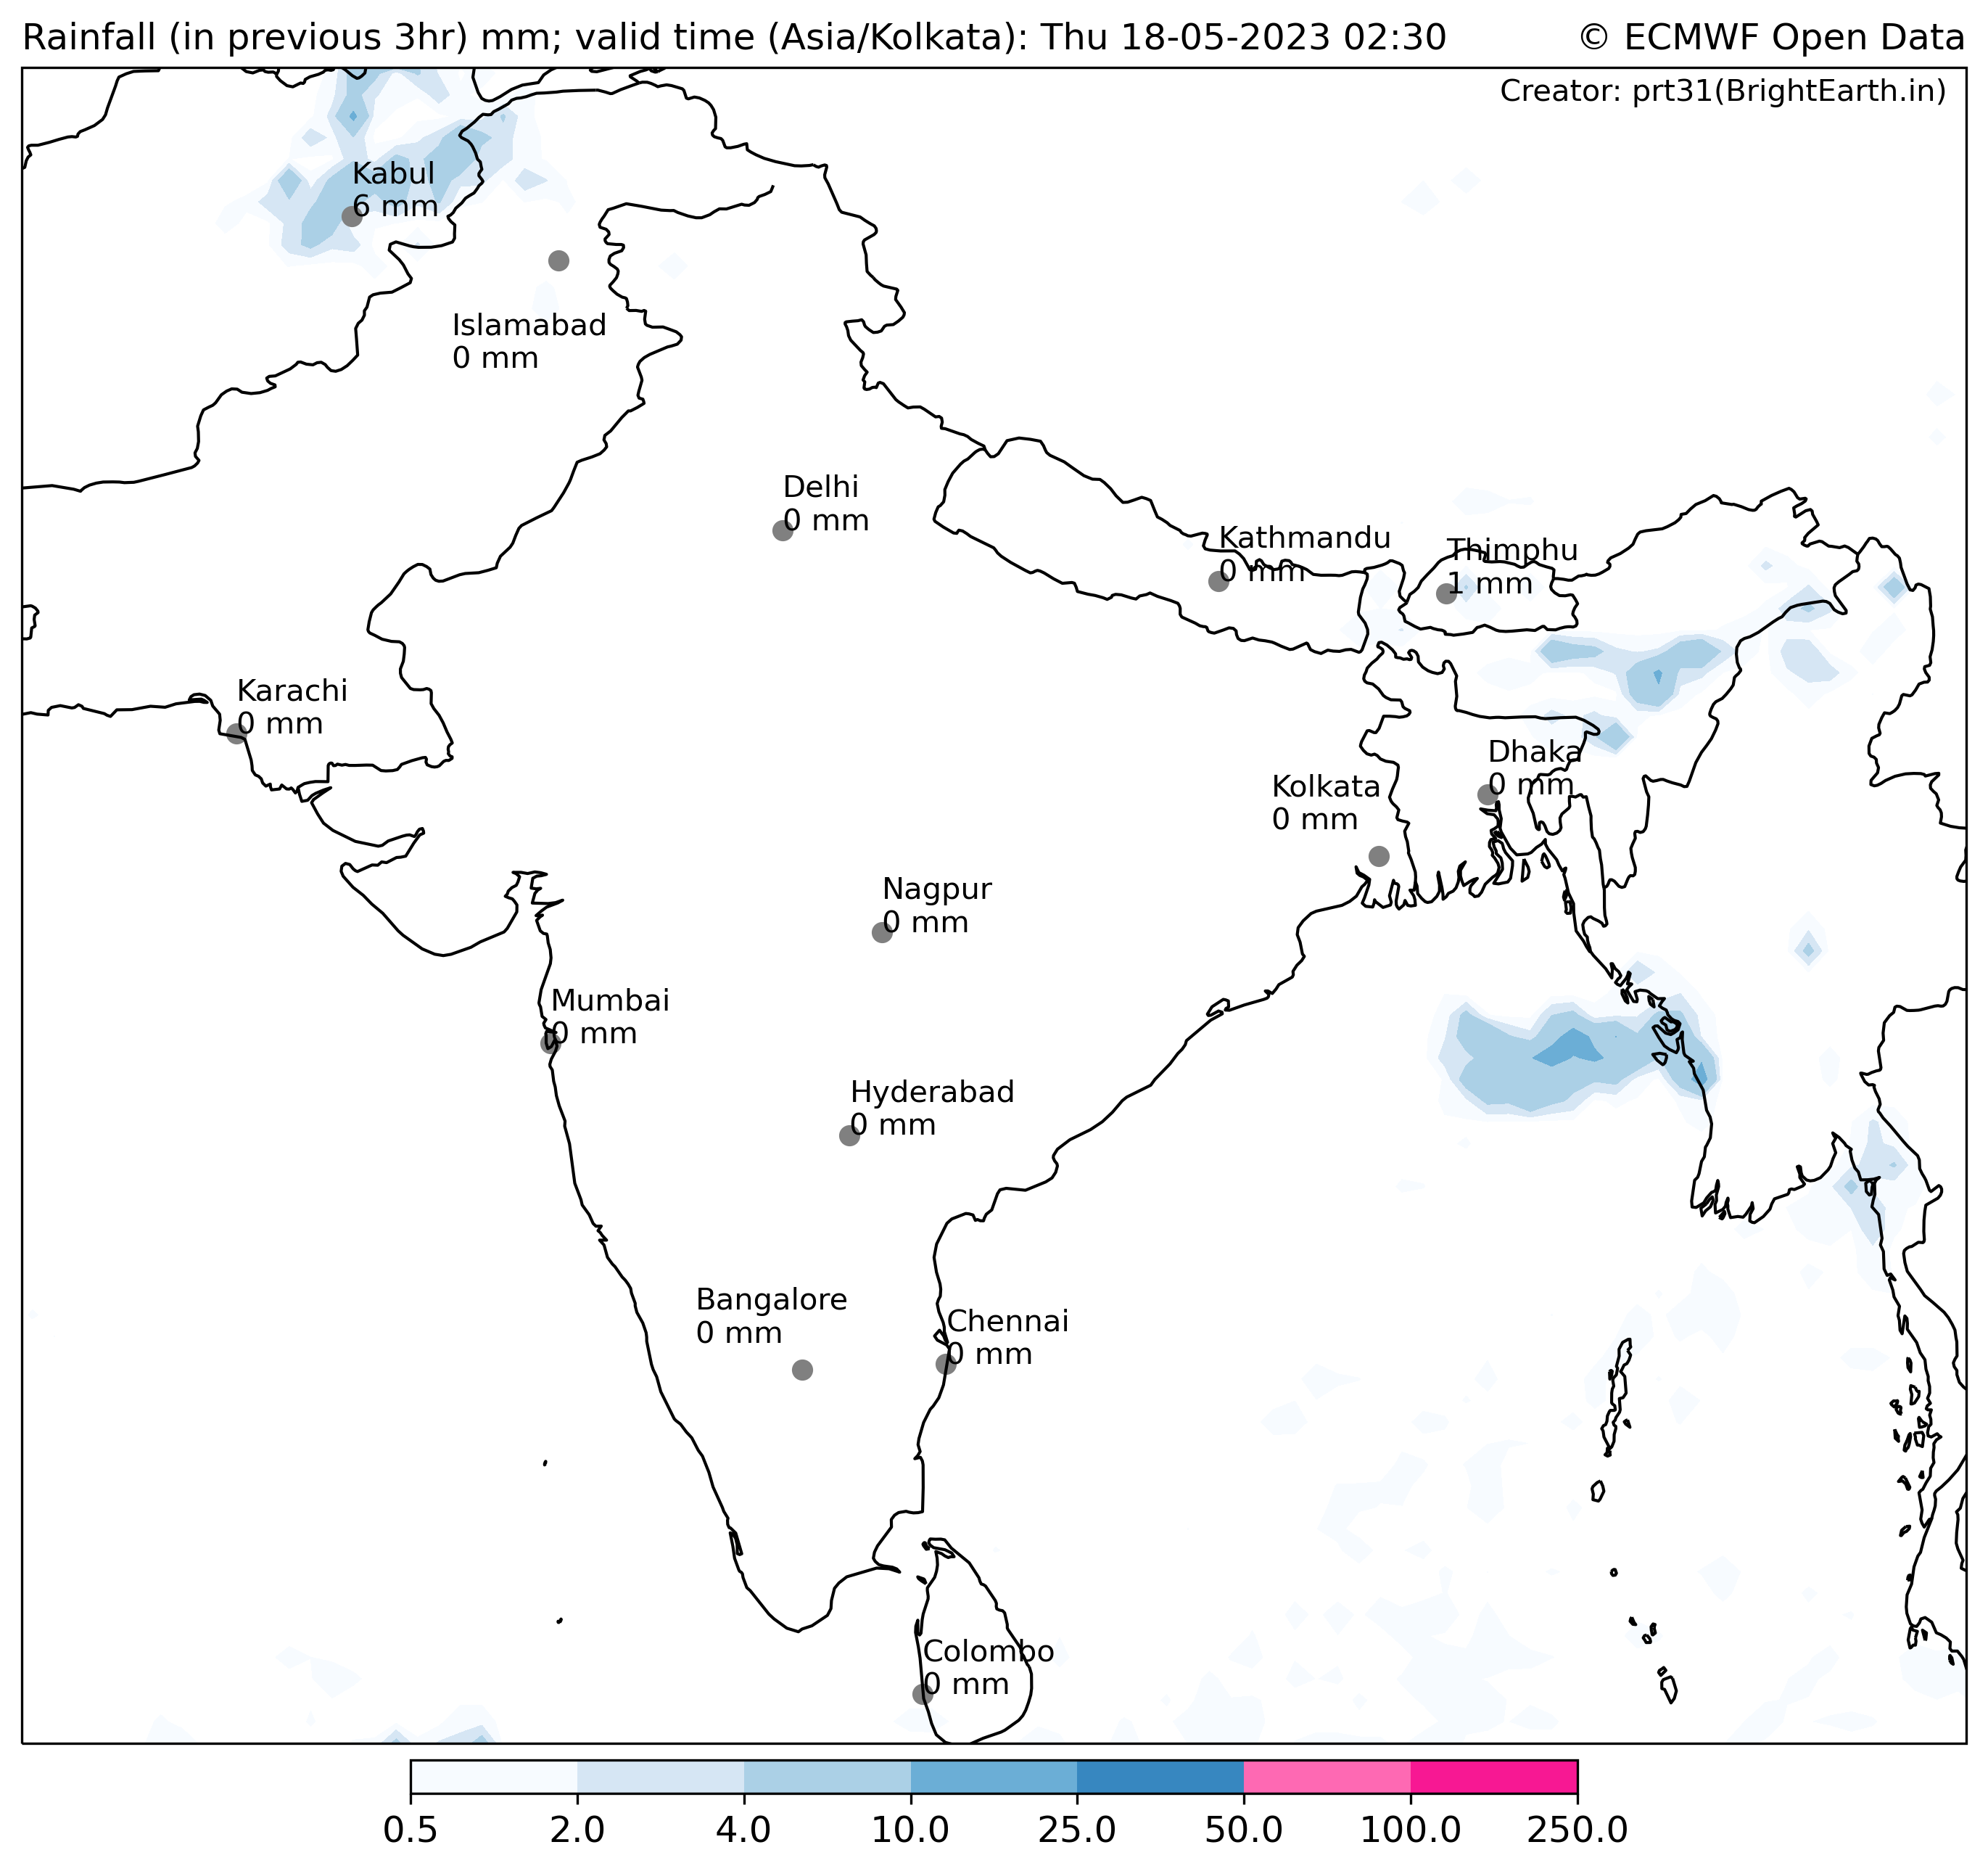 Rainfall (in previous 3hr) mm; valid time (Asia/Kolkata): Thu 18-05-2023 02:30
© ECMWF Open Data
Creator: prt31(BrightEarth.in)
Kabul
6 mm
Islamabad
0 mm
Delhi
0 mm
Kathmandu
0 mm
Thimphu
1 mm
Karachi
0 mm
Dhaka
0 mm
Kolkata
0 mm
Nagpur
0 mm
Mumbai
0 mm
Hyderabad
0 mm
Bangalore
0 mm
Chennai
0 mm
Colombo
0 mm
0.5 2.0 4.0 10.0 25.0 50.0 100.0 250.0